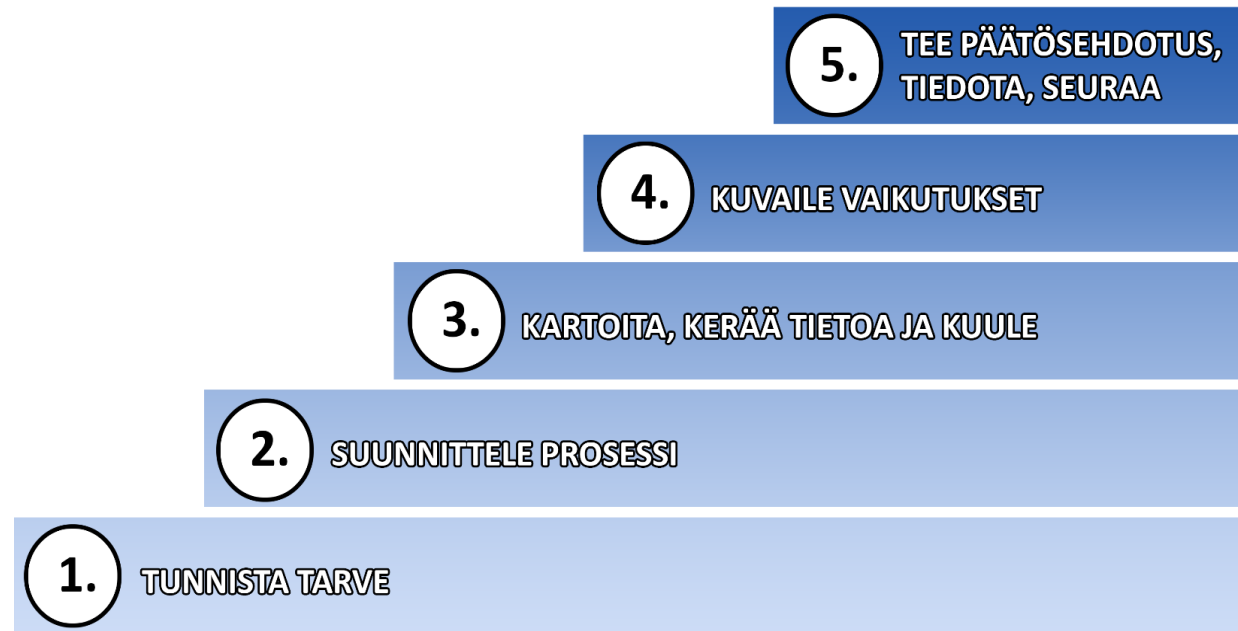 5. TEE PÄÄTÖSEHDOTUS,
TIEDOTA, SEURAA
4. KUVAILE VAIKUTUKSET
3. KARTOITA, KERÄÄ TIETOA JA KUULE
2. SUUNNITTELE PROSESSI
1. TUNNISTA TARVE